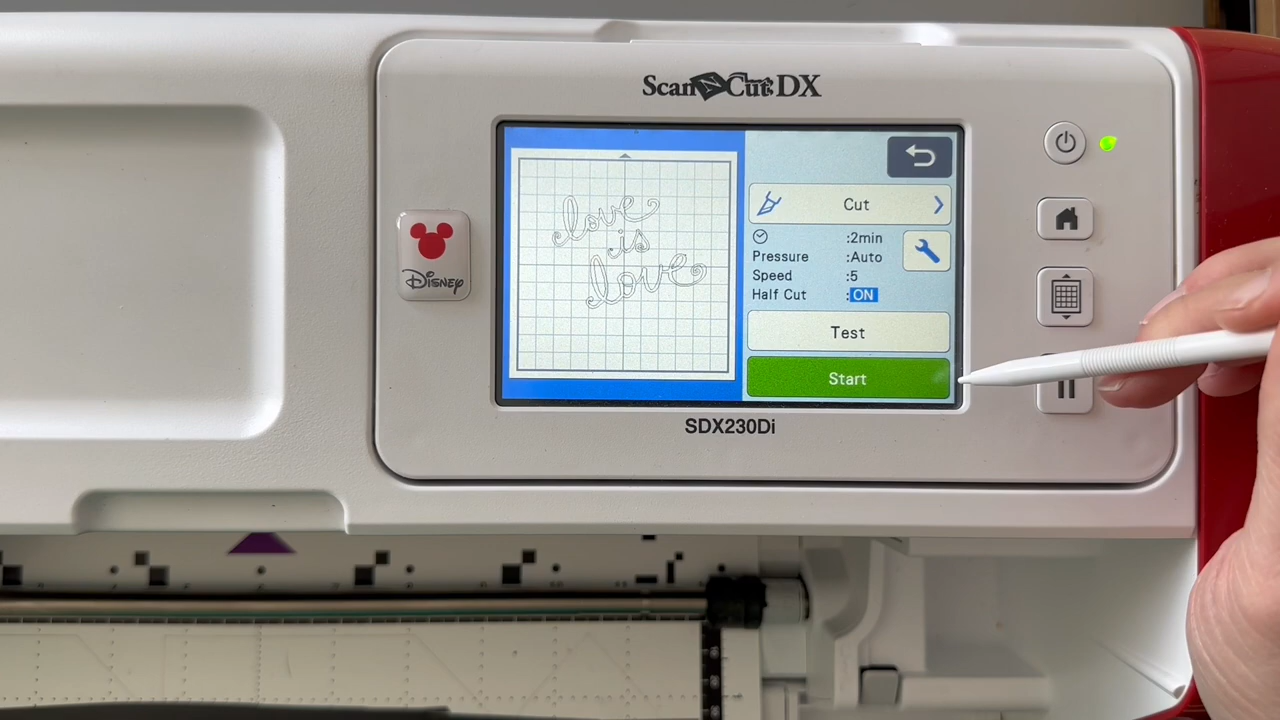 ScanNCut DX
love
is
love
Cut
:2min
Pressure :Auto
Speed :5
Half Cut :ON
Test
Start
Disney
SDX230Di